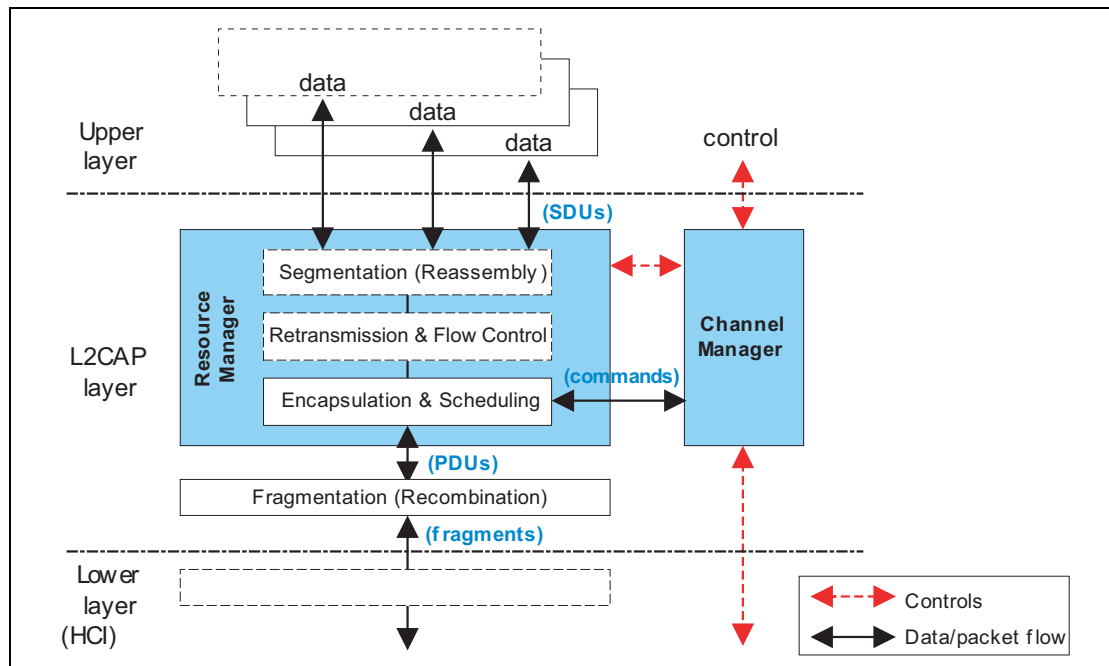 data
data
data
Upper
layer
control
(SDUs)
Segmentation (Reassembly)
Retransmission & Flow Control
Encapsulation & Scheduling
Resource
Manager
L2CAP
layer
Channel
Manager
(commands)
(PDUs)
Fragmentation (Recombination)
(fragments)
Lower
layer
(HCI)
Controls
Data/packet flow